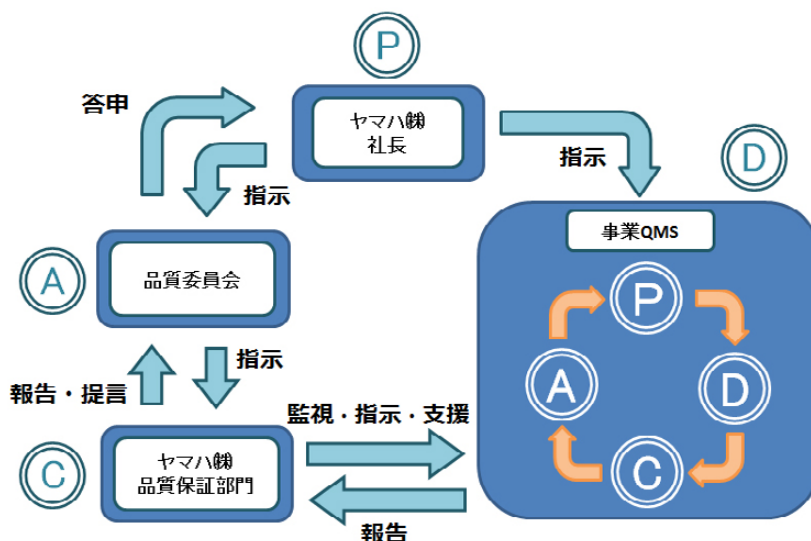 P
答申
ヤマハ㈱
社長
指示
指示
D
事業QMS
A
品質委員会
P
A
D
C
報告・提言
指示
監視・指示・支援
C
ヤマハ㈱
品質保証部門
報告